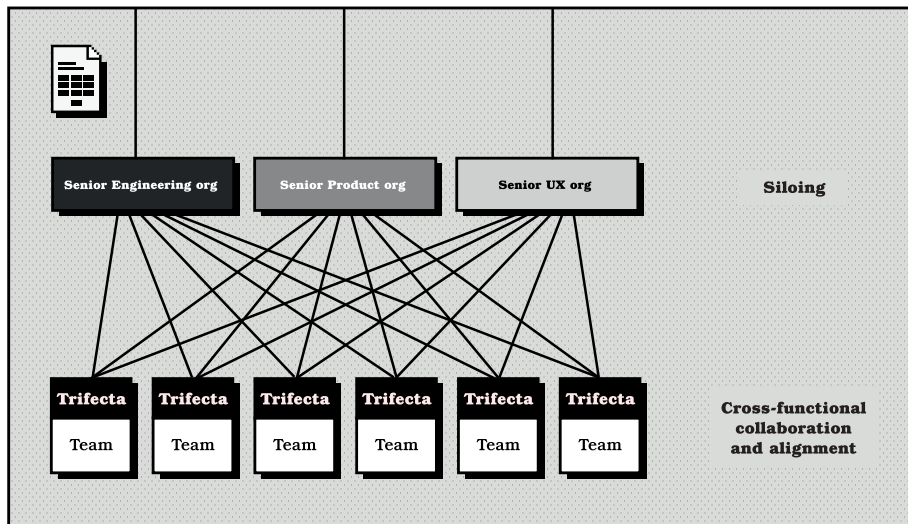 Senior Engineering org
Senior Product org
Senior UX org
Siloing
Trifecta
Trifecta
Trifecta
Trifecta
Trifecta
Trifecta
Team
Team
Team
Team
Team
Team
Cross-functional
collaboration
and alignment